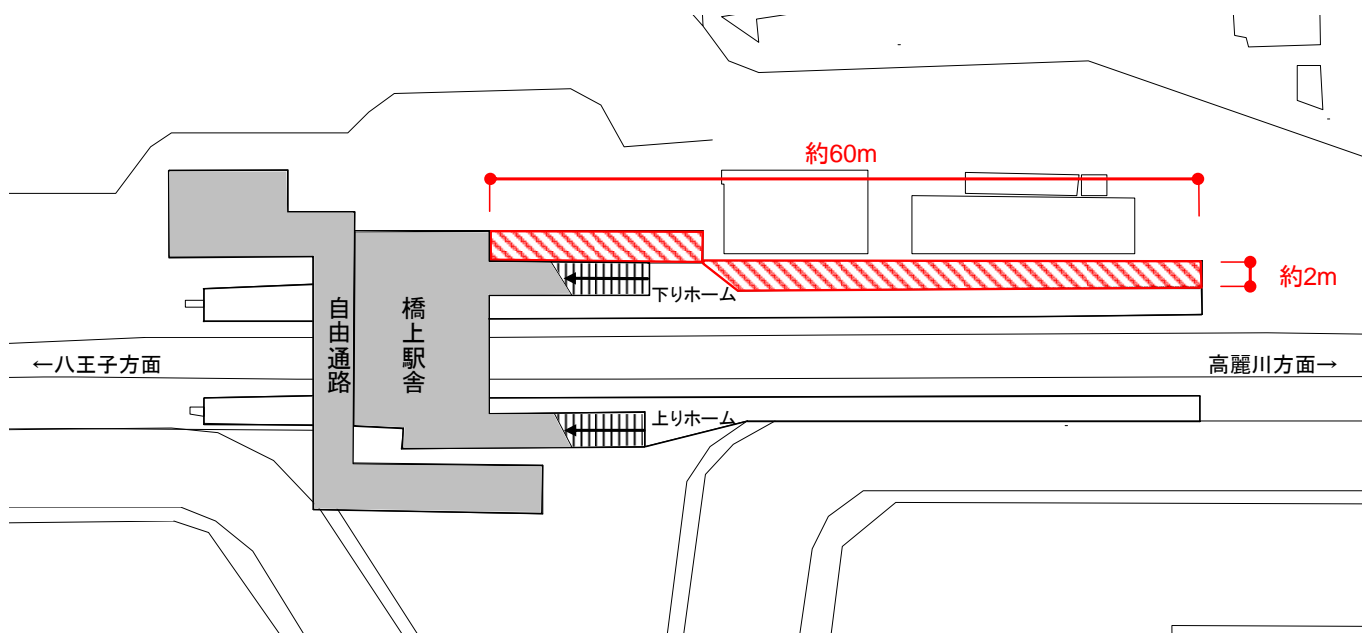 約60m
約2m
下りホーム
自由通路
橋上駅舎
←八王子方面
高麗川方面→
上りホーム